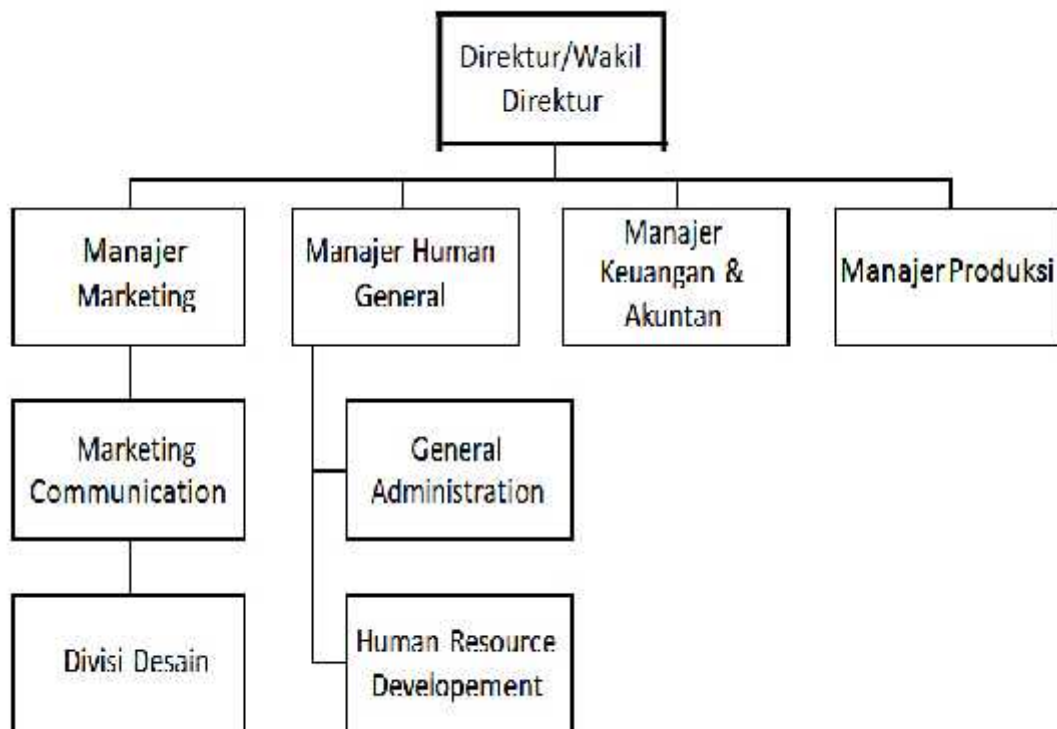 Direktur/Wakil
Direktur
Manajer
Marketing
Manajer Human
General
Manajer
Keuangan &
Akuntan
Manajer Produksi
Marketing
Communication
General
Administration
Divisi Desain
Human Resource
Developement